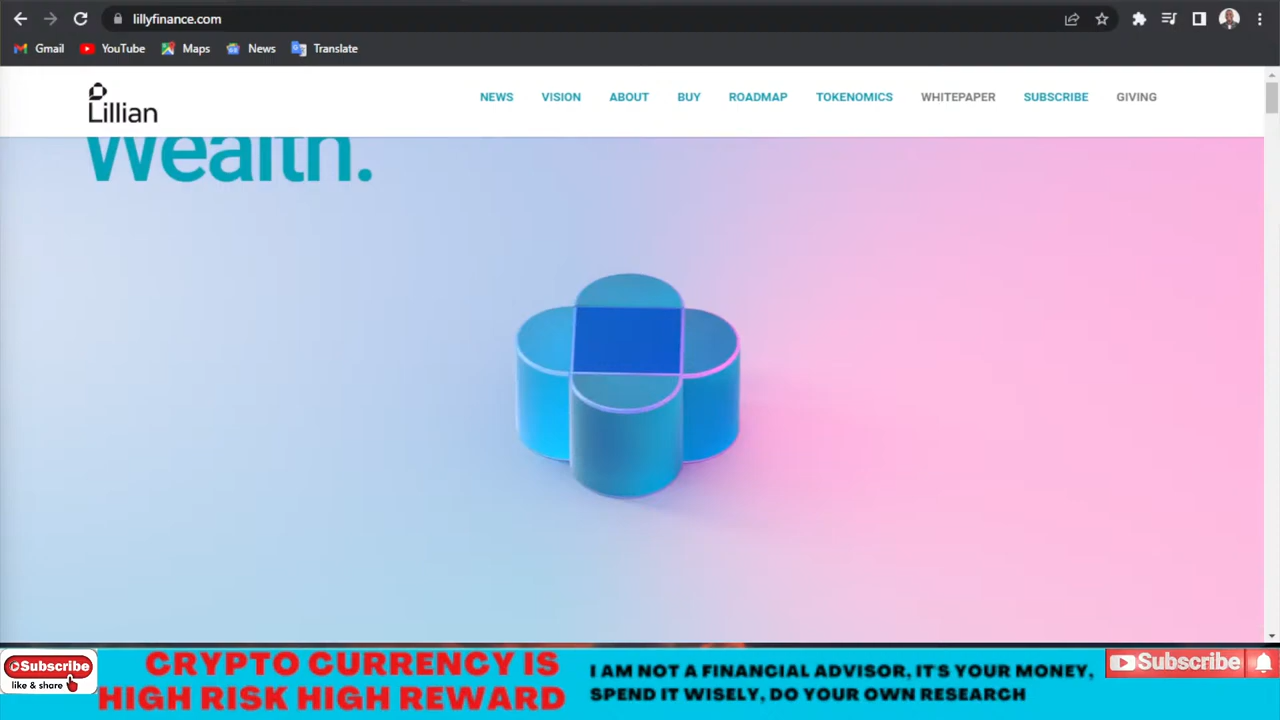 lillyfinance.com
Gmail YouTube Maps News Translate
Lillian
NEWS VISION ABOUT BUY ROADMAP TOKENOMICS WHITEPAPER SUBSCRIBE GIVING
Wealth.
Subscribe
like & share
CRYPTO CURRENCY IS
HIGH RISK HIGH REWARD
I AM NOT A FINANCIAL ADVISOR, IT'S YOUR MONEY,
SPEND IT WISELY, DO YOUR OWN RESEARCH
Subscribe